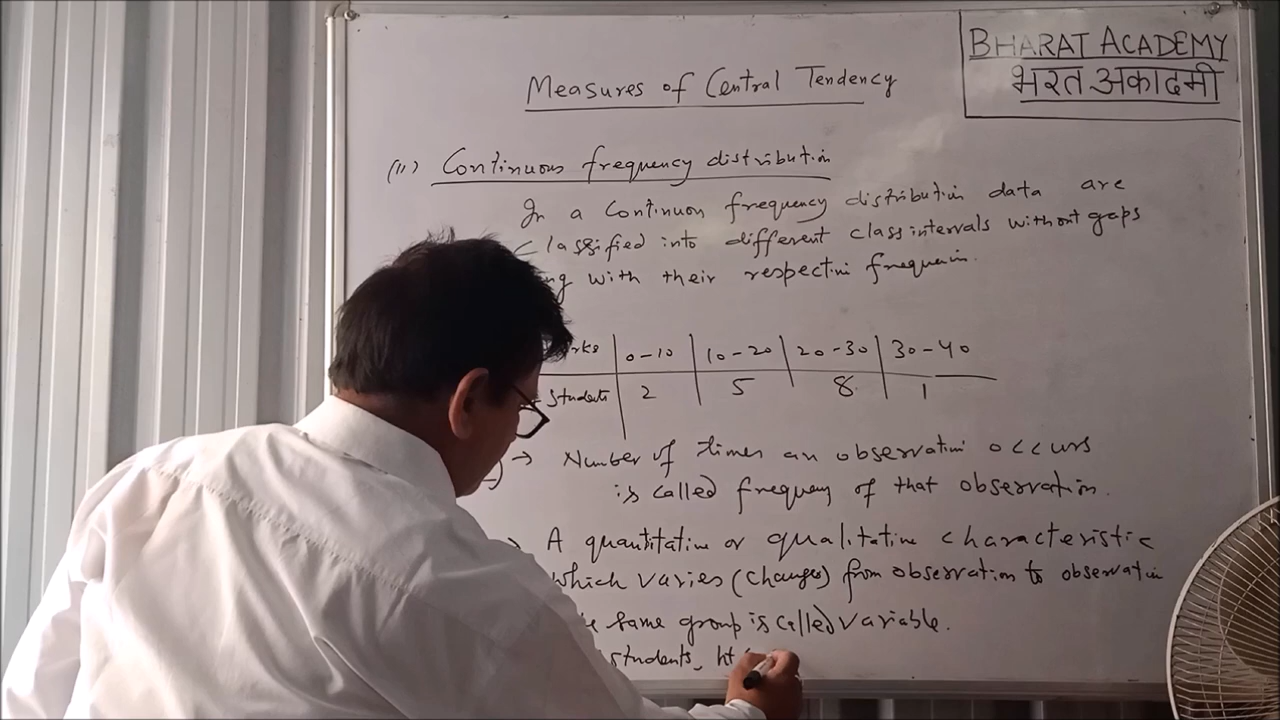 BHARAT ACADEMY
भरत अकादमी
Measures of Central Tendency
(11) Continuous frequency distribution
In a Continuon frequency distribution data are
classified into different class intervals without gaps
with their respective frequencies.
0-10 10-20 20-30 30-40
Students 2 5 8 1
→ Number of times an observation occurs
is called frequency of that observation.
A quantitative or qualitative characteristic
which varies (changes) from observation to observation
same group is called variable.
students, ht